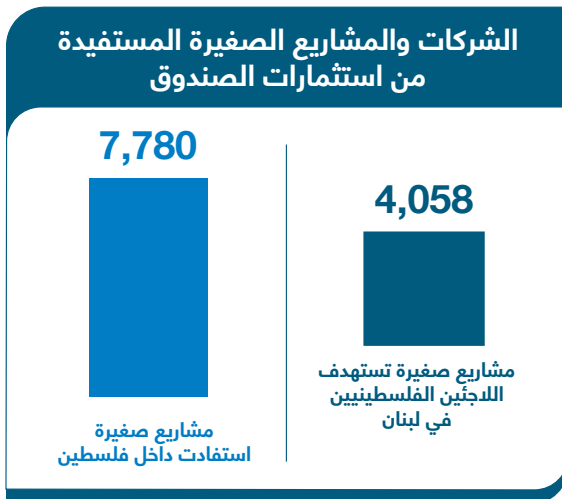 الشركات والمشاريع الصغيرة المستفيدة
من استثمارات الصندوق
4,058
مشاريع صغيرة تستهدف
اللاجئين الفلسطينيين
في لبنان
7,780
مشاريع صغيرة
استفادت داخل فلسطين